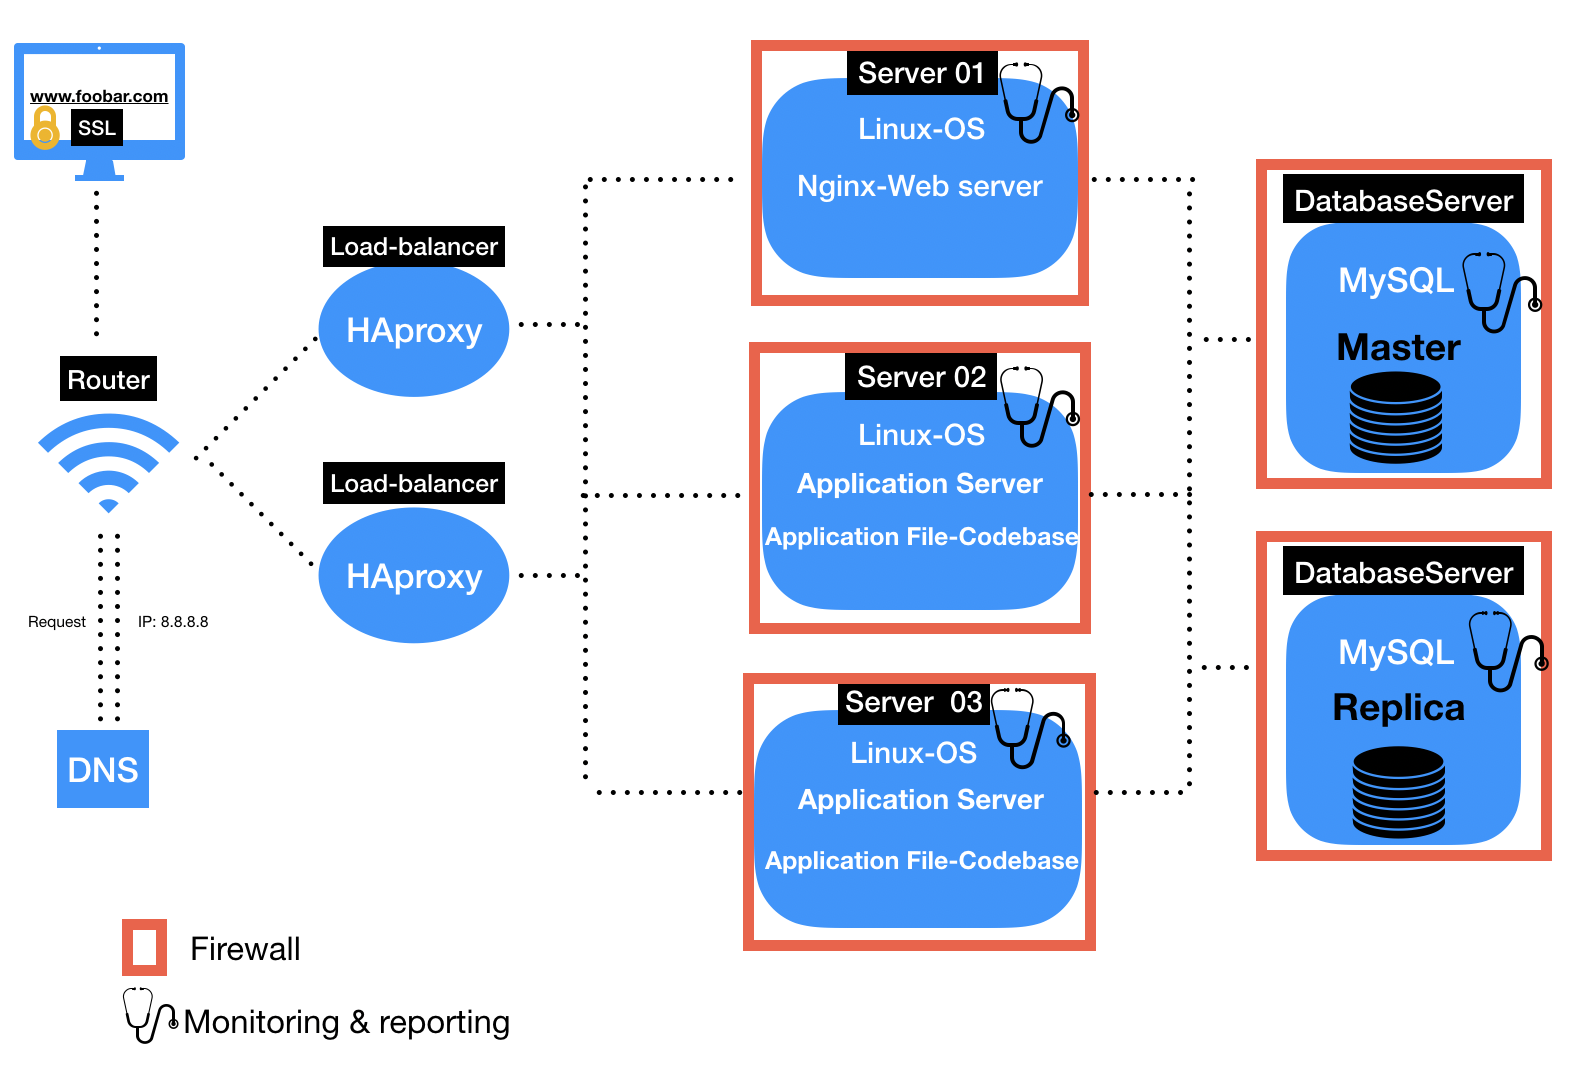 www.foobar.com
SSL
Router
Request
IP: 8.8.8.8
DNS
Load-balancer
HAproxy
Load-balancer
HAproxy
Server 01
Linux-OS
Nginx-Web server
Server 02
Linux-OS
Application Server
Application File-Codebase
Server 03
Linux-OS
Application Server
Application File-Codebase
DatabaseServer
MySQL
Master
DatabaseServer
MySQL
Replica
Firewall
Monitoring & reporting